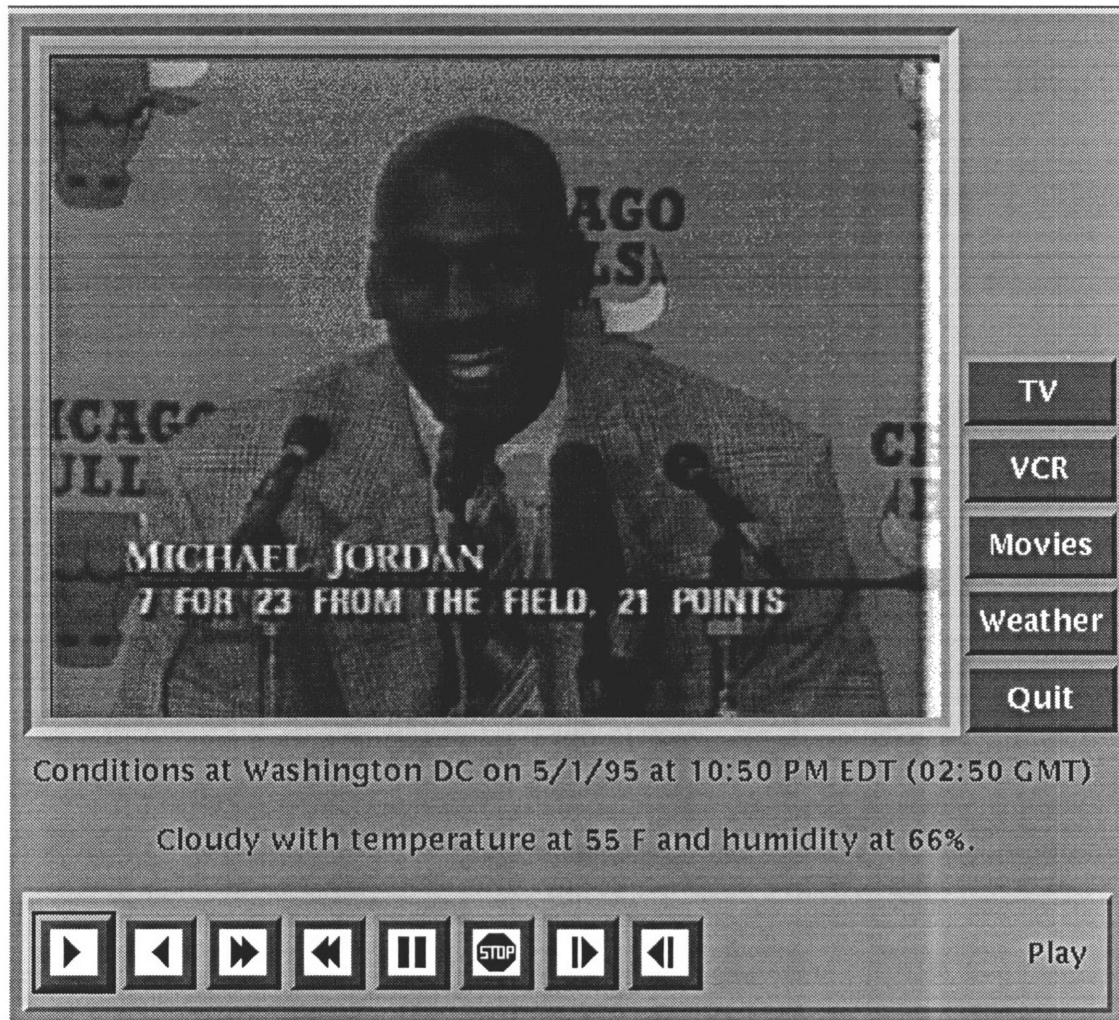 AGO
LS
ICAGO
ULL
MICHAEL JORDAN
7 FOR 23 FROM THE FIELD, 21 POINTS
TV
VCR
Movies
Weather
Quit
Conditions at Washington DC on 5/1/95 at 10:50 PM EDT (02:50 GMT)
Cloudy with temperature at 55 F and humidity at 66%.
STOP
Play